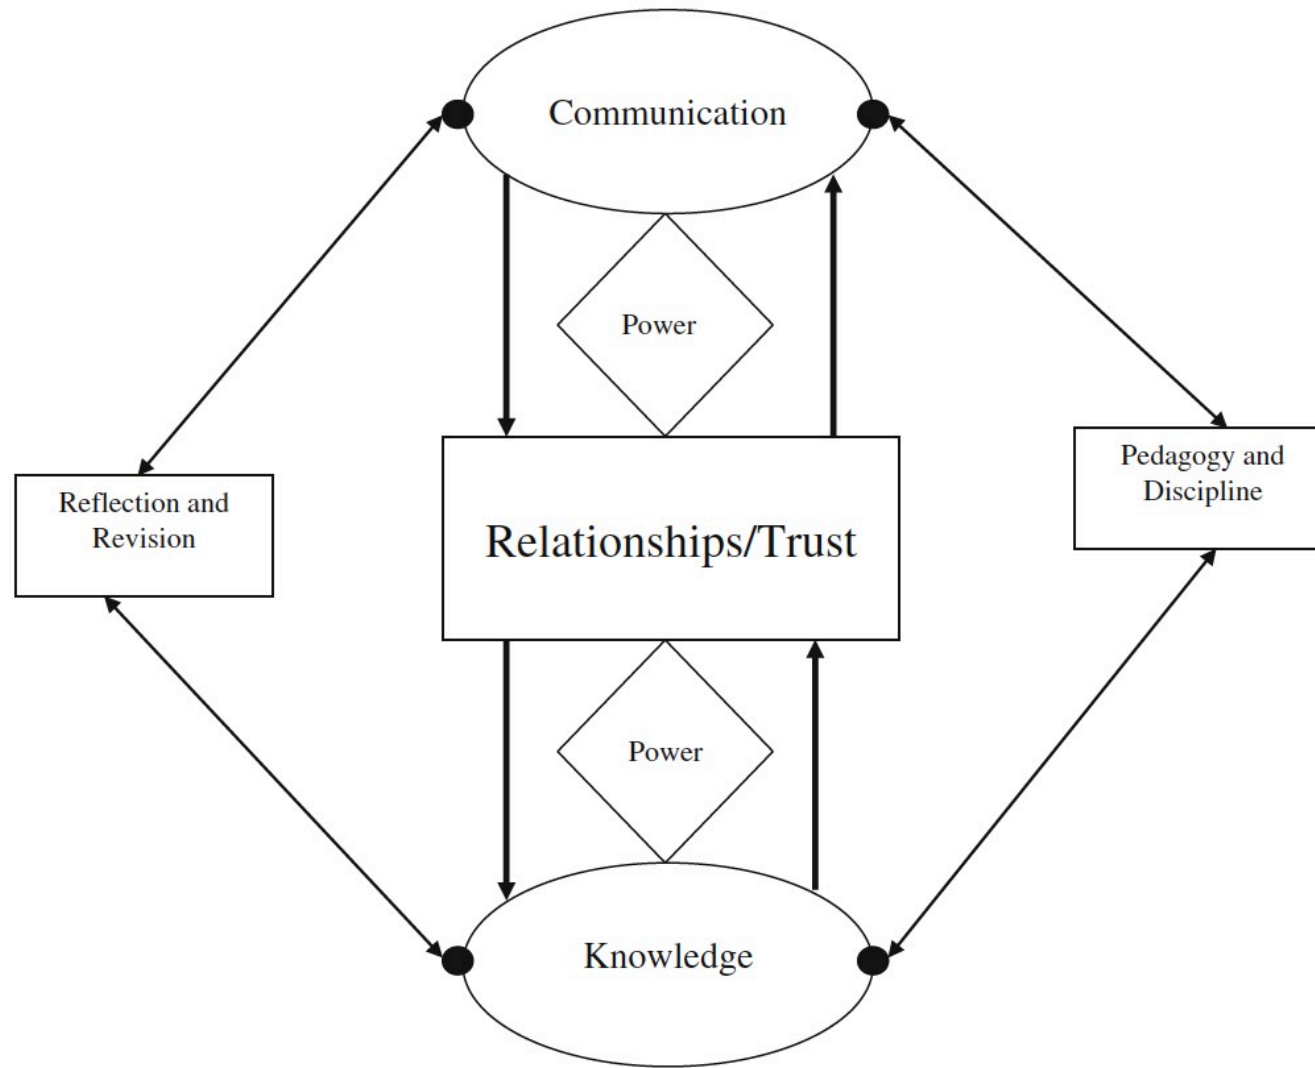 Communication
Power
Pedagogy and
Discipline
Reflection and
Revision
Relationships/Trust
Power
Knowledge